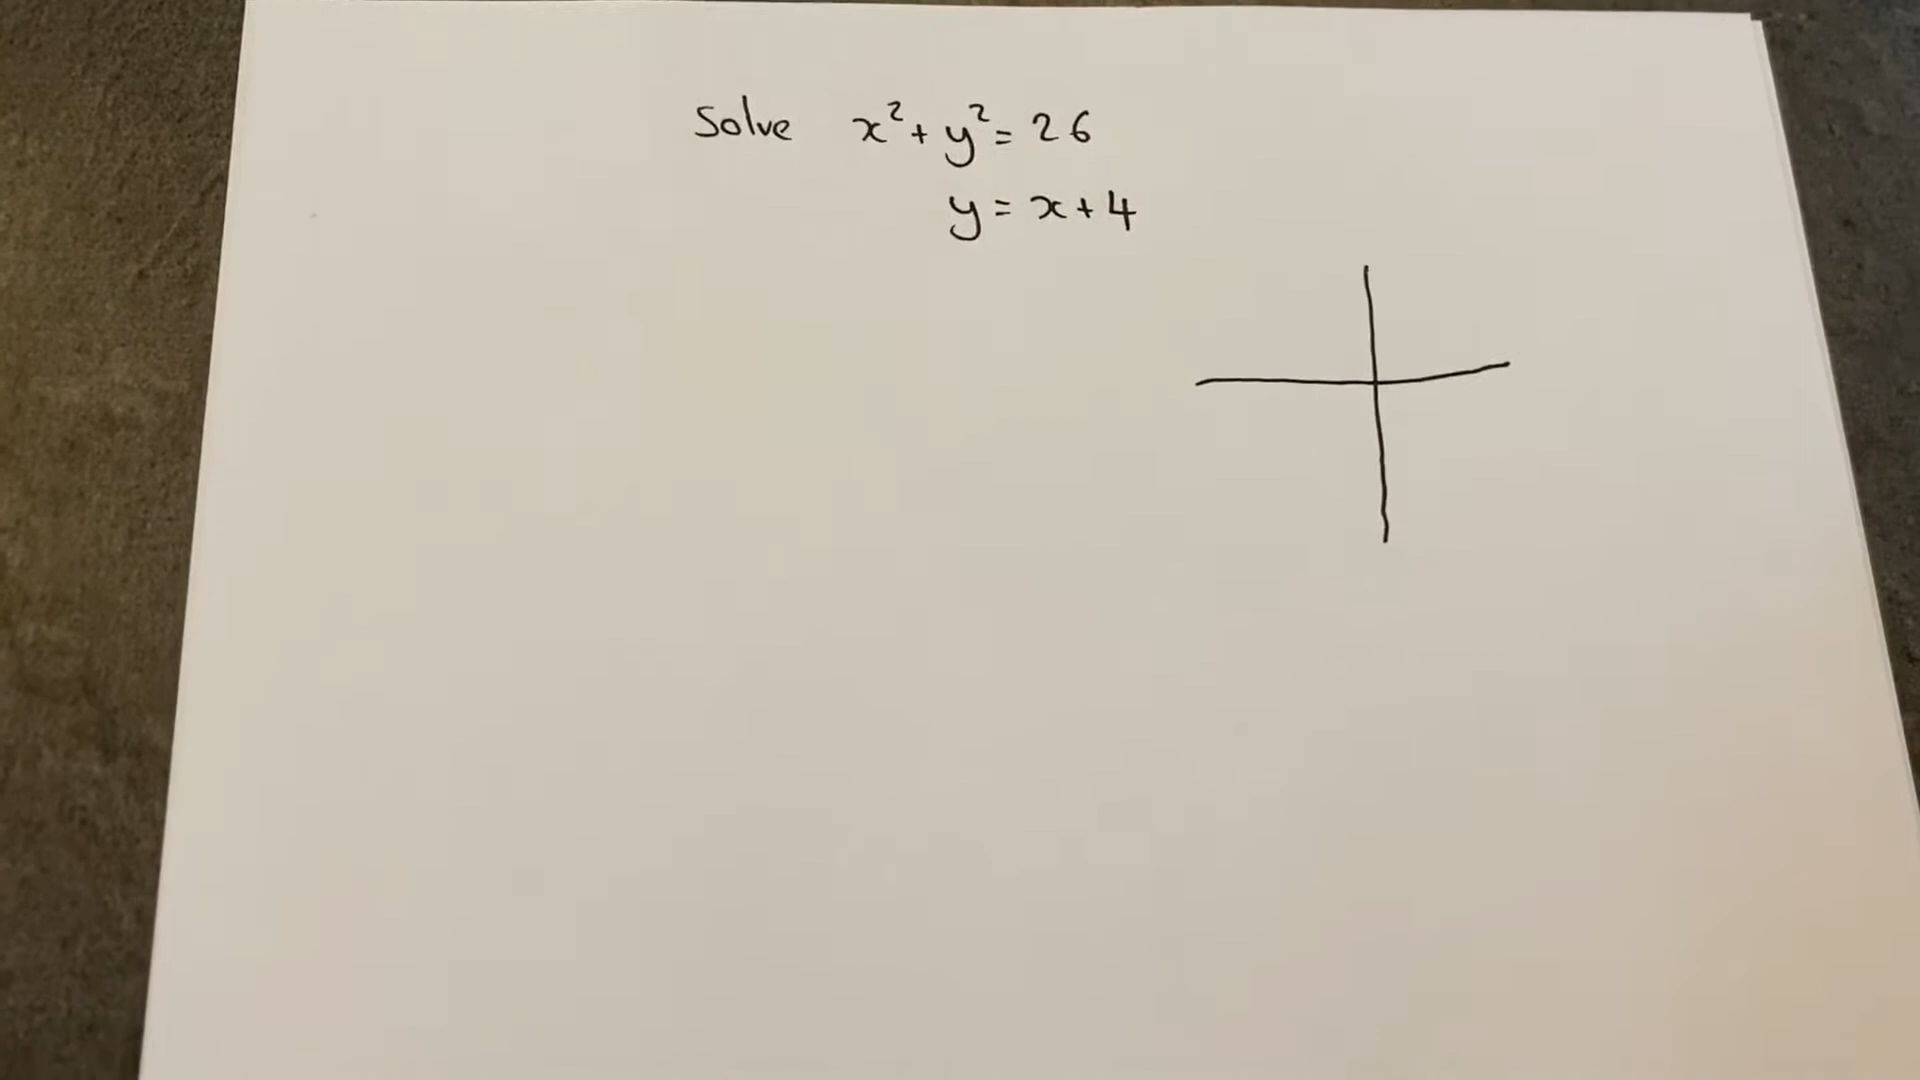 Solve x² + y² = 26
y = x + 4